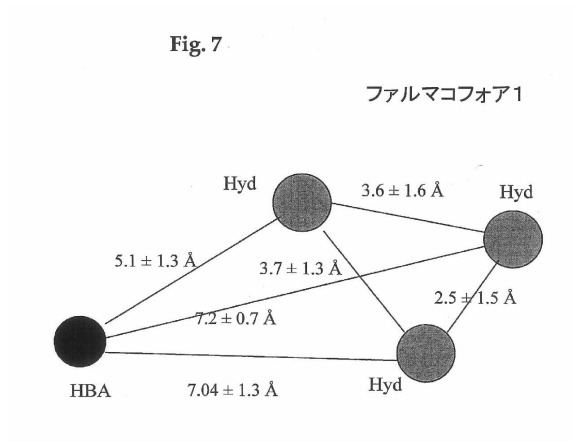 Fig. 7
ファルマコフォア1
Hyd
3.6 ± 1.6 Å
Hyd
5.1 ± 1.3 Å
3.7 ± 1.3 Å
2.5 ± 1.5 Å
7.2 ± 0.7 Å
HBA
7.04 ± 1.3 Å
Hyd